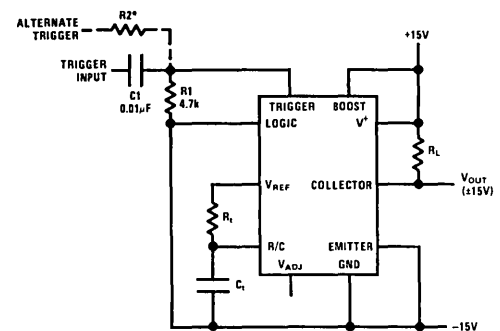 ALTERNATE
TRIGGER
R2*
+15V
TRIGGER
INPUT
C1
0.01μF
R1
4.7k
TRIGGER
BOOST
LOGIC
V+
RL
VREF
COLLECTOR
VOUT
(±15V)
Rt
R/C
EMITTER
VADJ
GND
Ct
−15V